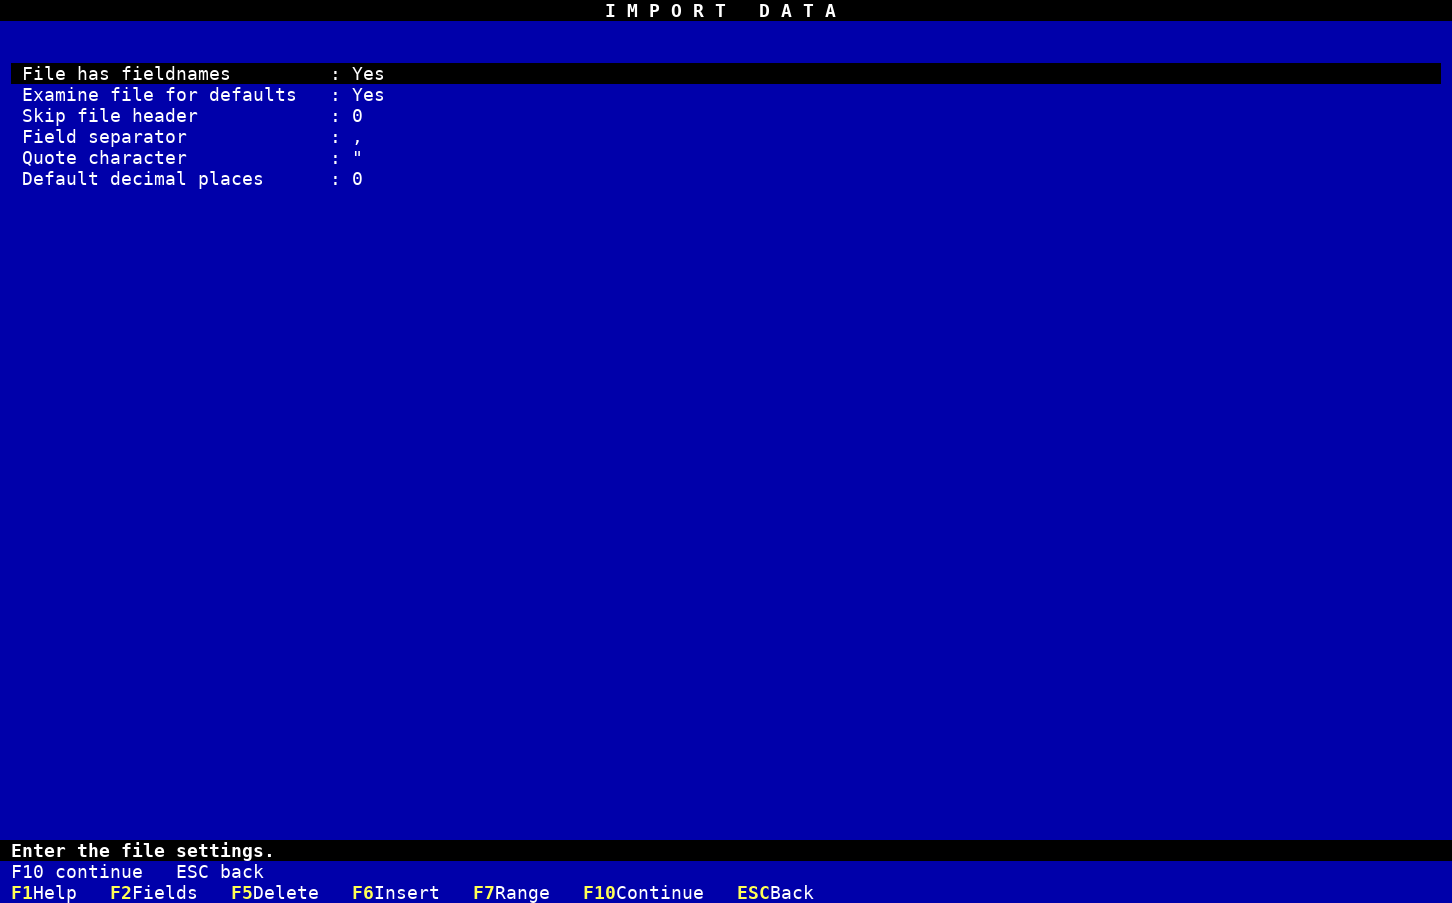 I M P O R T   D A T A
File has fieldnames         : Yes
Examine file for defaults   : Yes
Skip file header            : 0
Field separator             : ,
Quote character             : "
Default decimal places      : 0
Enter the file settings.
F10 continue   ESC back
F1Help   F2Fields   F5Delete   F6Insert   F7Range   F10Continue   ESCBack